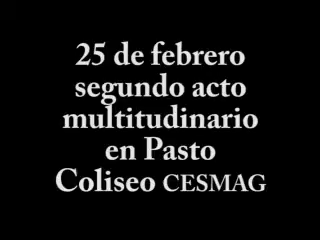 25 de febrero
segundo acto
multitudinario
en Pasto
Coliseo CESMAG